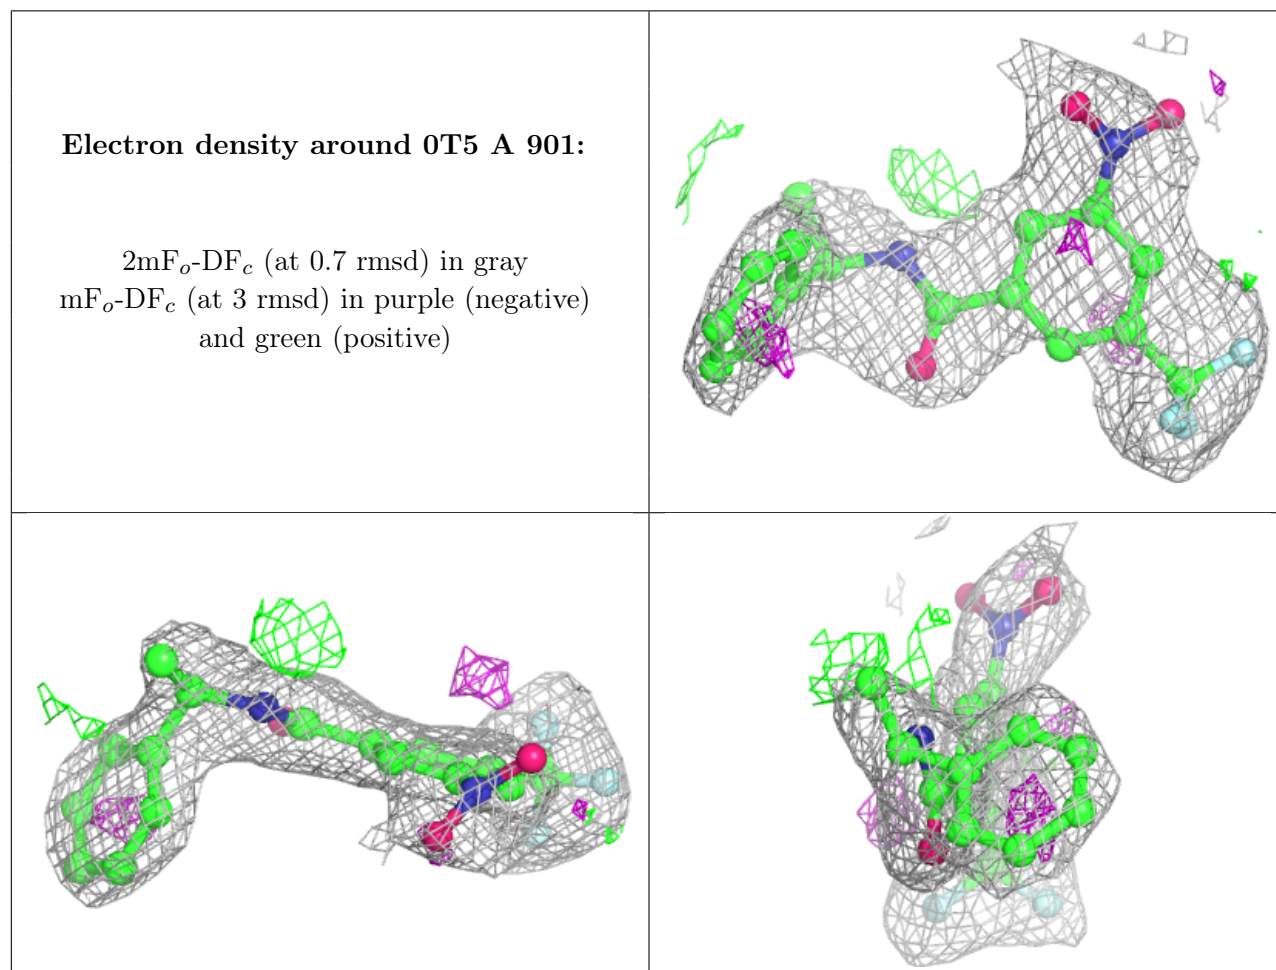 Electron density around 0T5 A 901:
2mFo-DFc (at 0.7 rmsd) in gray
mFo-DFc (at 3 rmsd) in purple (negative)
and green (positive)